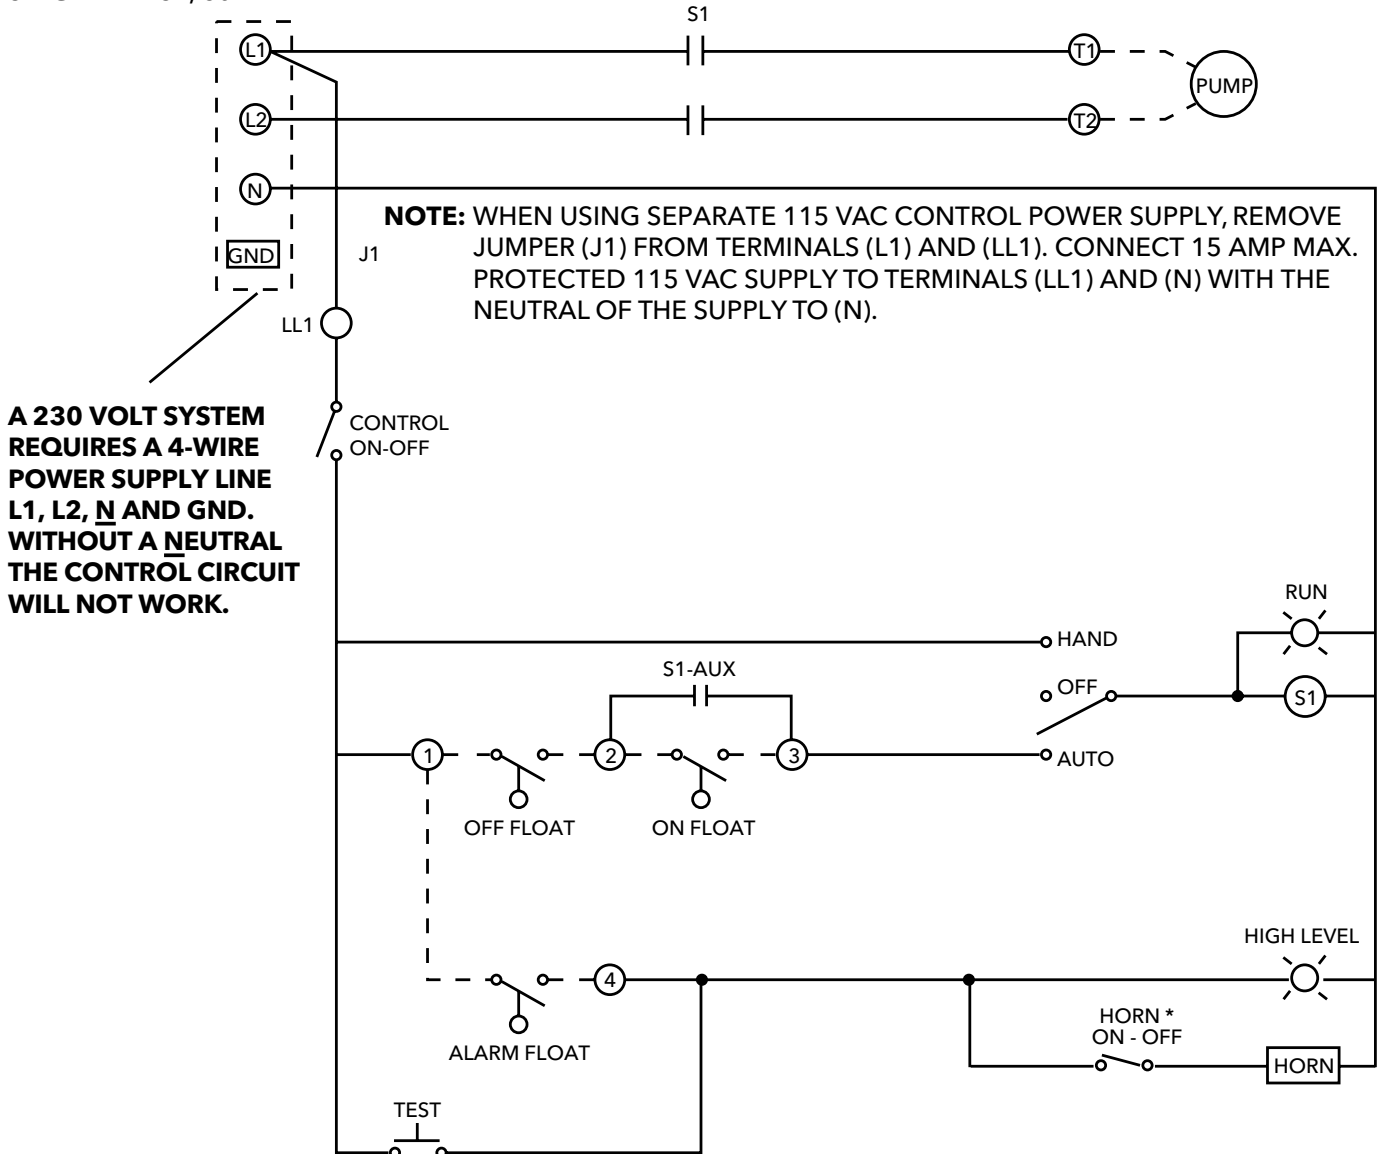 S1
L1
T1
PUMP
L2
T2
N
NOTE: WHEN USING SEPARATE 115 VAC CONTROL POWER SUPPLY, REMOVE
JUMPER (J1) FROM TERMINALS (L1) AND (LL1). CONNECT 15 AMP MAX.
PROTECTED 115 VAC SUPPLY TO TERMINALS (LL1) AND (N) WITH THE
NEUTRAL OF THE SUPPLY TO (N).
GND
J1
LL1
A 230 VOLT SYSTEM
REQUIRES A 4-WIRE
POWER SUPPLY LINE
L1, L2, N AND GND.
WITHOUT A NEUTRAL
THE CONTROL CIRCUIT
WILL NOT WORK.
CONTROL
ON-OFF
RUN
HAND
S1-AUX
OFF
S1
1
2
3
AUTO
OFF FLOAT
ON FLOAT
HIGH LEVEL
4
HORN *
ON - OFF
ALARM FLOAT
HORN
TEST